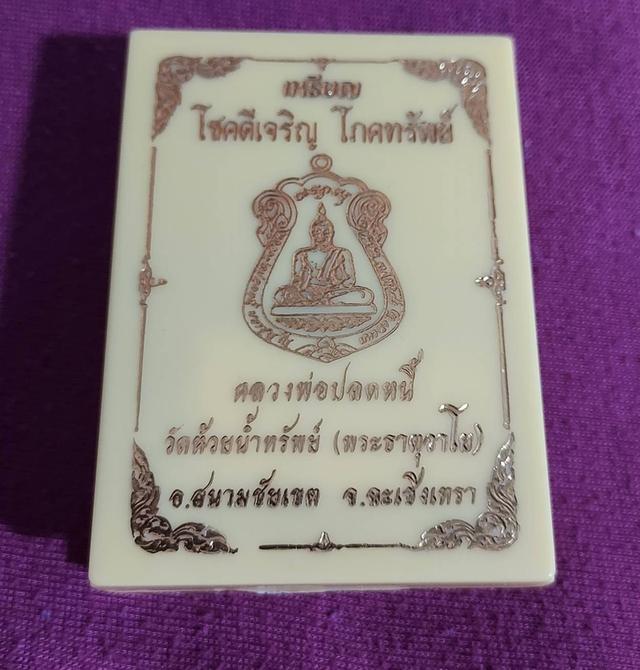 เหรียญ
โชคดีเจริญ โภคทรัพย์
หลวงพ่อปลดหนี้
วัดห้วยน้ำทรัพย์ (พระธาตุวาโย)
อ.สนามชัยเขต จ.ฉะเชิงเทรา